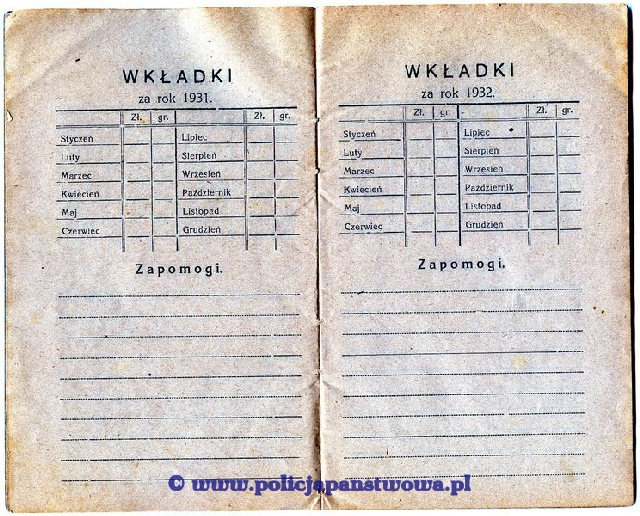 WKŁADKI
za rok 1931.
Zł. gr. Zł. gr.
Styczeń Lipiec
Luty Sierpień
Marzec Wrzesień
Kwiecień Październik
Maj Listopad
Czerwiec Grudzień
Zapomogi.
WKŁADKI
za rok 1932.
Zł. gr. Zł. gr.
Styczeń Lipiec
Luty Sierpień
Marzec Wrzesień
Kwiecień Październik
Maj Listopad
Czerwiec Grudzień
Zapomogi.
© www.policjapanstwowa.pl